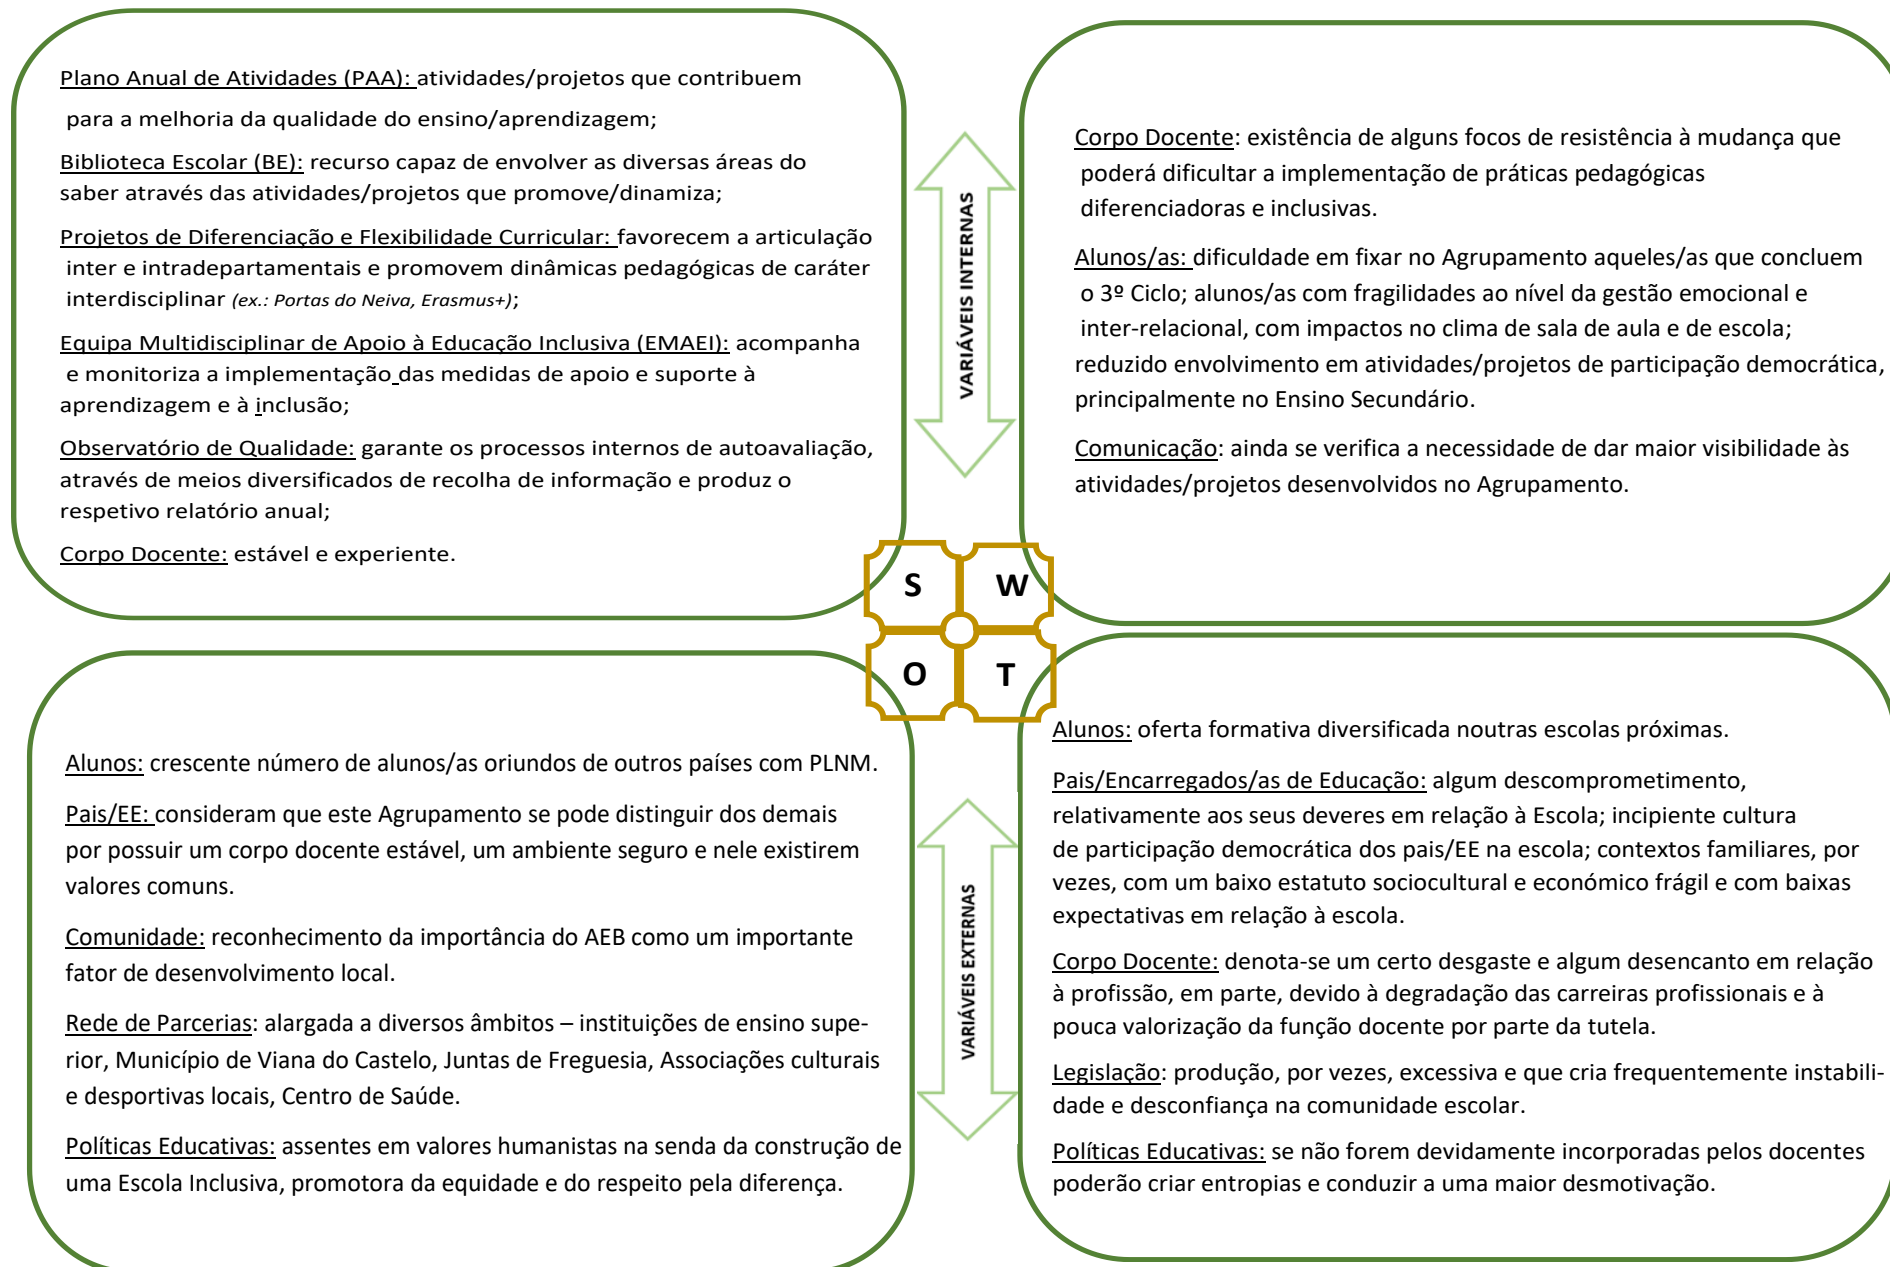 Plano Anual de Atividades (PAA): atividades/projetos que contribuem
para a melhoria da qualidade do ensino/aprendizagem;
Biblioteca Escolar (BE): recurso capaz de envolver as diversas áreas do
saber através das atividades/projetos que promove/dinamiza;
Projetos de Diferenciação e Flexibilidade Curricular: favorecem a articulação
inter e intradepartamentais e promovem dinâmicas pedagógicas de caráter
interdisciplinar (ex.: Portas do Neiva, Erasmus+);
Equipa Multidisciplinar de Apoio à Educação Inclusiva (EMAEI): acompanha
e monitoriza a implementação das medidas de apoio e suporte à
aprendizagem e à inclusão;
Observatório de Qualidade: garante os processos internos de autoavaliação,
através de meios diversificados de recolha de informação e produz o
respetivo relatório anual;
Corpo Docente: estável e experiente.
VARIÁVEIS INTERNAS
Corpo Docente: existência de alguns focos de resistência à mudança que
poderá dificultar a implementação de práticas pedagógicas
diferenciadoras e inclusivas.
Alunos/as: dificuldade em fixar no Agrupamento aqueles/as que concluem
o 3º Ciclo; alunos/as com fragilidades ao nível da gestão emocional e
inter-relacional, com impactos no clima de sala de aula e de escola;
reduzido envolvimento em atividades/projetos de participação democrática,
principalmente no Ensino Secundário.
Comunicação: ainda se verifica a necessidade de dar maior visibilidade às
atividades/projetos desenvolvidos no Agrupamento.
S
W
O
T
Alunos: crescente número de alunos/as oriundos de outros países com PLNM.
Pais/EE: consideram que este Agrupamento se pode distinguir dos demais
por possuir um corpo docente estável, um ambiente seguro e nele existirem
valores comuns.
Comunidade: reconhecimento da importância do AEB como um importante
fator de desenvolvimento local.
Rede de Parcerias: alargada a diversos âmbitos – instituições de ensino supe-
rior, Município de Viana do Castelo, Juntas de Freguesia, Associações culturais
e desportivas locais, Centro de Saúde.
Políticas Educativas: assentes em valores humanistas na senda da construção de
uma Escola Inclusiva, promotora da equidade e do respeito pela diferença.
VARIÁVEIS EXTERNAS
Alunos: oferta formativa diversificada noutras escolas próximas.
Pais/Encarregados/as de Educação: algum descomprometimento,
relativamente aos seus deveres em relação à Escola; incipiente cultura
de participação democrática dos pais/EE na escola; contextos familiares, por
vezes, com um baixo estatuto sociocultural e económico frágil e com baixas
expectativas em relação à escola.
Corpo Docente: denota-se um certo desgaste e algum desencanto em relação
à profissão, em parte, devido à degradação das carreiras profissionais e à
pouca valorização da função docente por parte da tutela.
Legislação: produção, por vezes, excessiva e que cria frequentemente instabili-
dade e desconfiança na comunidade escolar.
Políticas Educativas: se não forem devidamente incorporadas pelos docentes
poderão criar entropias e conduzir a uma maior desmotivação.